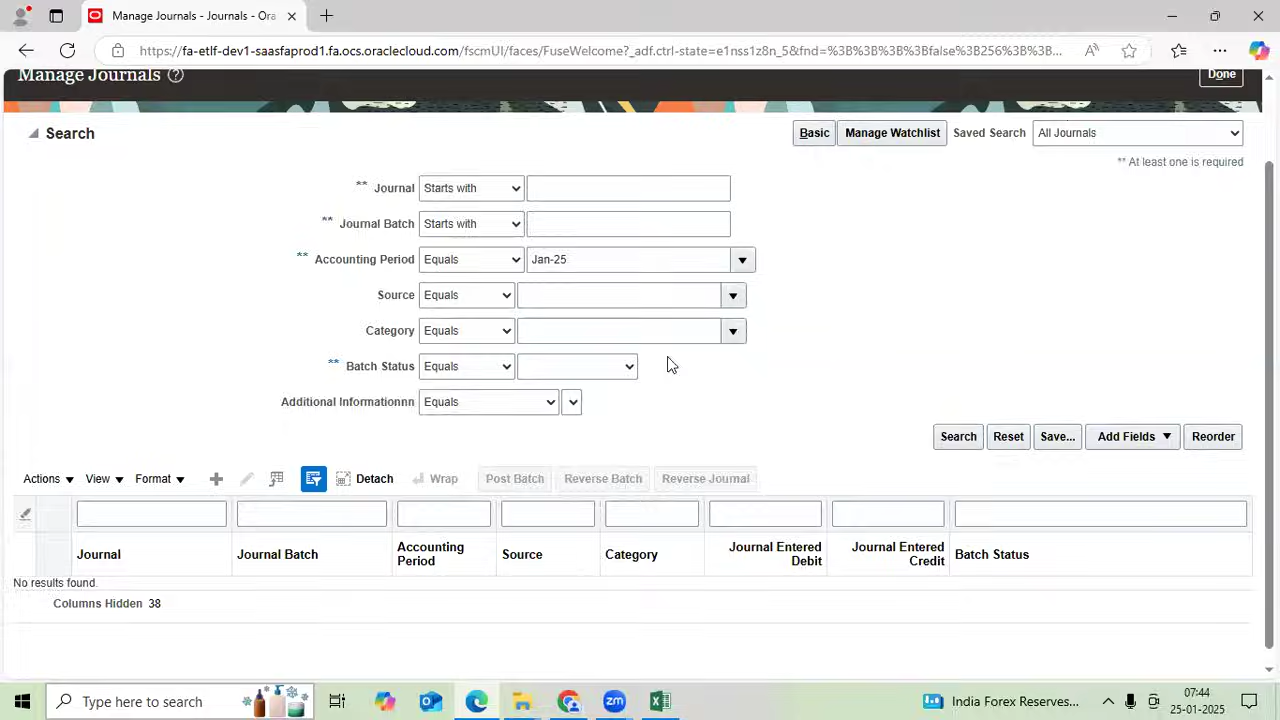 Manage Journals - Journals - Ora
https://fa-etlf-dev1-saasfaprod1.fa.ocs.oraclecloud.com/fscmUI/faces/FuseWelcome?_adf.ctrl-state=e1nss1z8n_5&fnd=%3B%3B%3B%3Bfalse%3B256%3B%3B%3...
Manage Journals ? Done
Search Basic Manage Watchlist Saved Search All Journals
** At least one is required
** Journal Starts with
** Journal Batch Starts with
** Accounting Period Equals Jan-25
Source Equals
Category Equals
** Batch Status Equals
Additional Informationnn Equals
Search Reset Save... Add Fields Reorder
Actions View Format Detach Wrap Post Batch Reverse Batch Reverse Journal
Journal Journal Batch Accounting Period Source Category Journal Entered Debit Journal Entered Credit Batch Status
No results found.
Columns Hidden 38
Type here to search zm India Forex Reserves... 07:44
25-01-2025